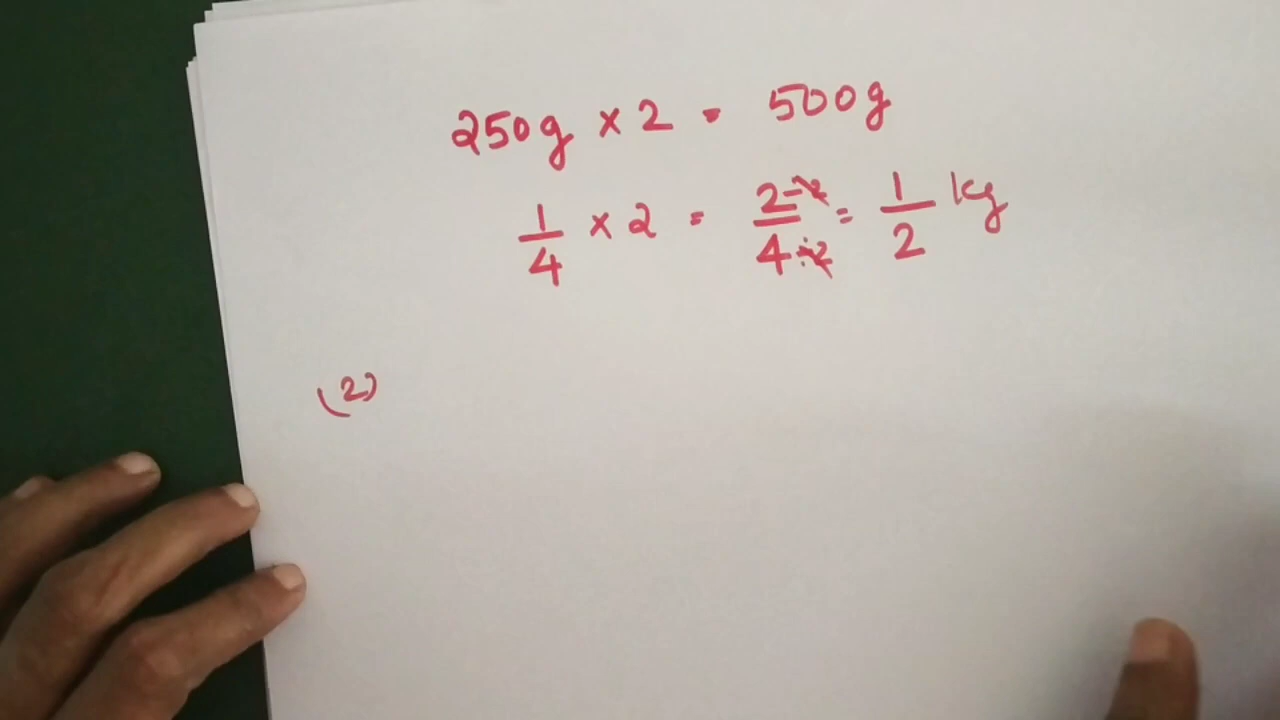 250g × 2 = 500g
1/4 × 2 = 2÷2/4÷2 = 1/2 kg
(2)